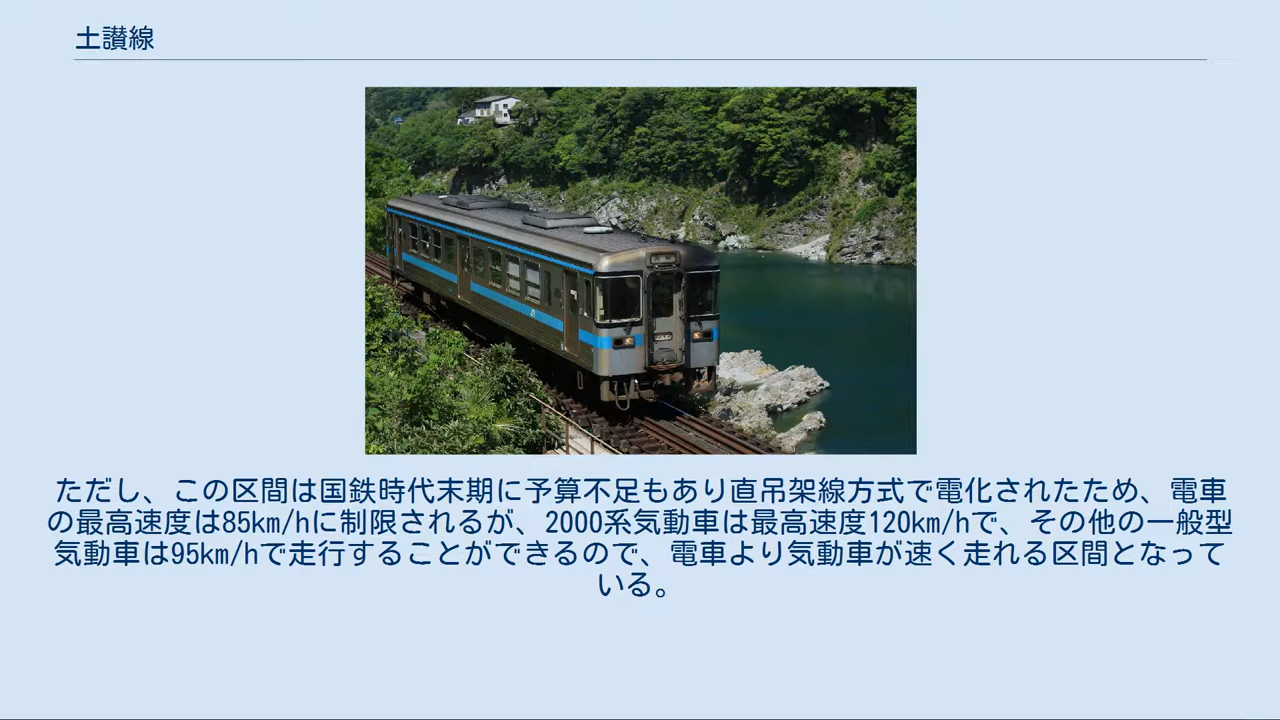 土讃線
ただし、この区間は国鉄時代末期に予算不足もあり直吊架線方式で電化されたため、電車
の最高速度は85km/hに制限されるが、2000系気動車は最高速度120km/hで、その他の一般型
気動車は95km/hで走行することができるので、電車より気動車が速く走れる区間となって
いる。